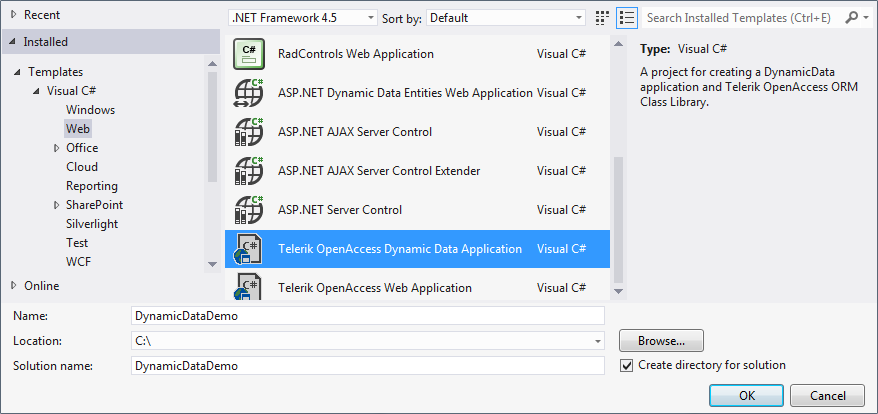 Recent
.NET Framework 4.5
Sort by:
Default
Search Installed Templates (Ctrl+E)
Installed
Templates
Visual C#
Windows
Web
Office
Cloud
Reporting
SharePoint
Silverlight
Test
WCF
Online
C#
RadControls Web Application
Visual C#
C#
ASP.NET Dynamic Data Entities Web Application
Visual C#
C#
ASP.NET AJAX Server Control
Visual C#
C#
ASP.NET AJAX Server Control Extender
Visual C#
C#
ASP.NET Server Control
Visual C#
C#
Telerik OpenAccess Dynamic Data Application
Visual C#
C#
Telerik OpenAccess Web Application
Visual C#
Type: Visual C#
A project for creating a DynamicData
application and Telerik OpenAccess ORM
Class Library.
Name:
DynamicDataDemo
Location:
C:\
Browse...
Solution name:
DynamicDataDemo
Create directory for solution
OK
Cancel